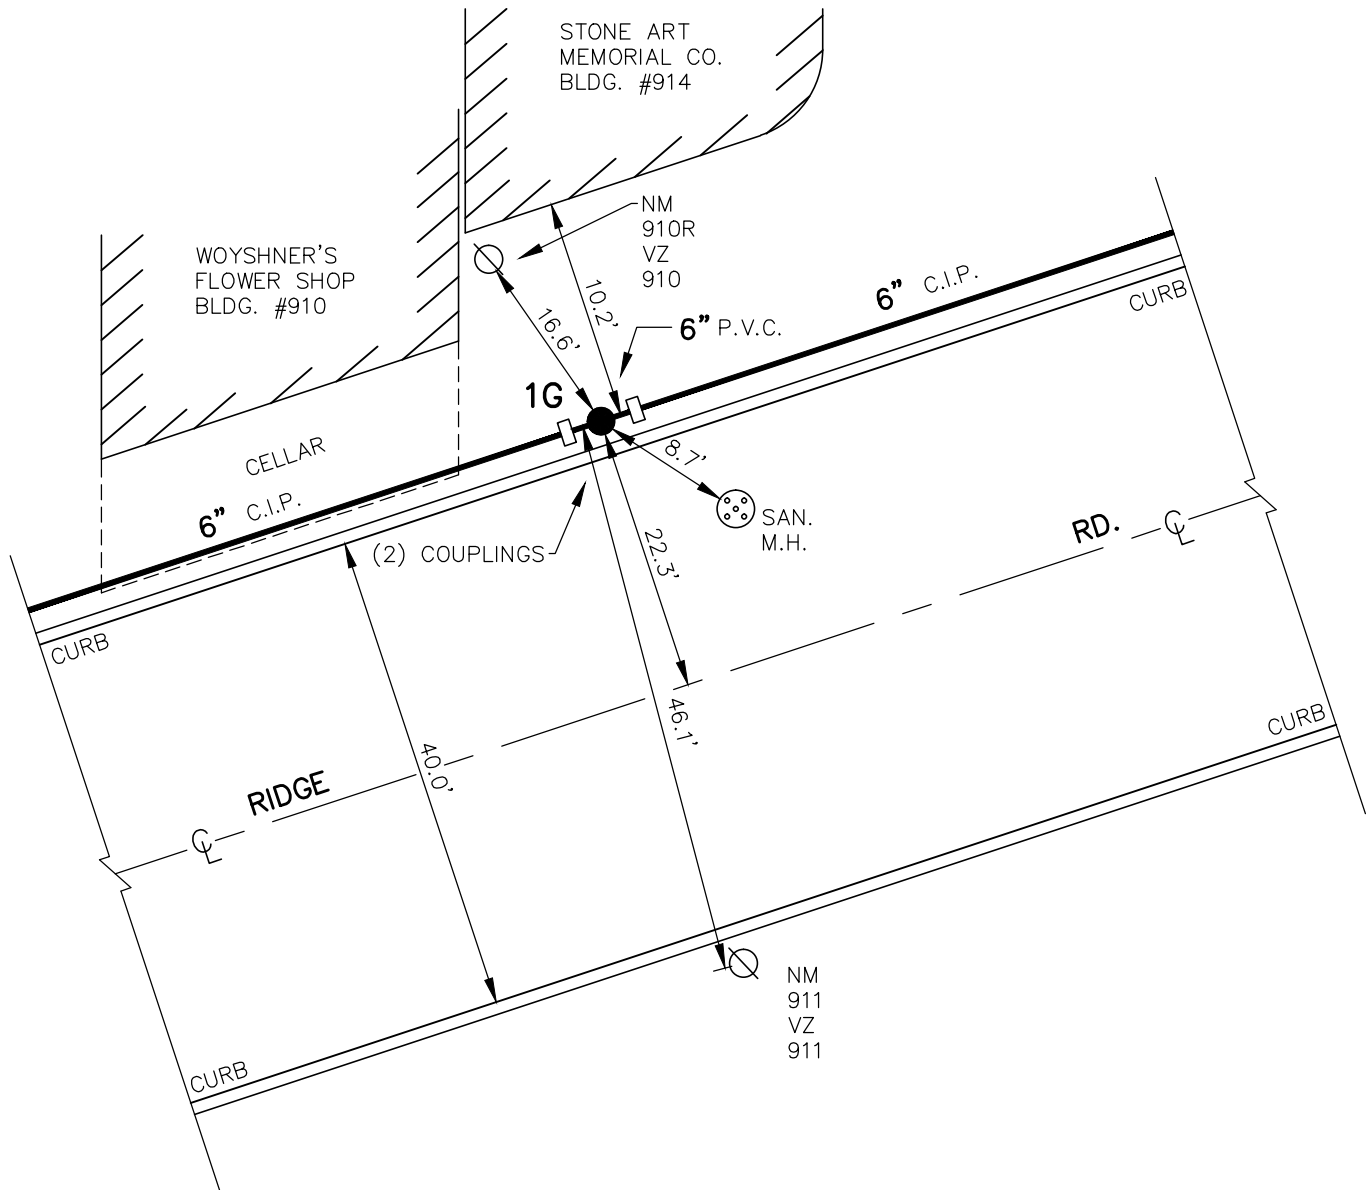 STONE ART
MEMORIAL CO.
BLDG. #914
NM
910R
VZ
910
WOYSHNER'S
FLOWER SHOP
BLDG. #910
10.2'
16.6'
6" P.V.C.
6" C.I.P.
CURB
1G
CELLAR
6" C.I.P.
8.7'
SAN.
M.H.
(2) COUPLINGS
22.3'
RD.
CL
CURB
46.1'
40.0'
CURB
RIDGE
CL
NM
911
VZ
911
CURB